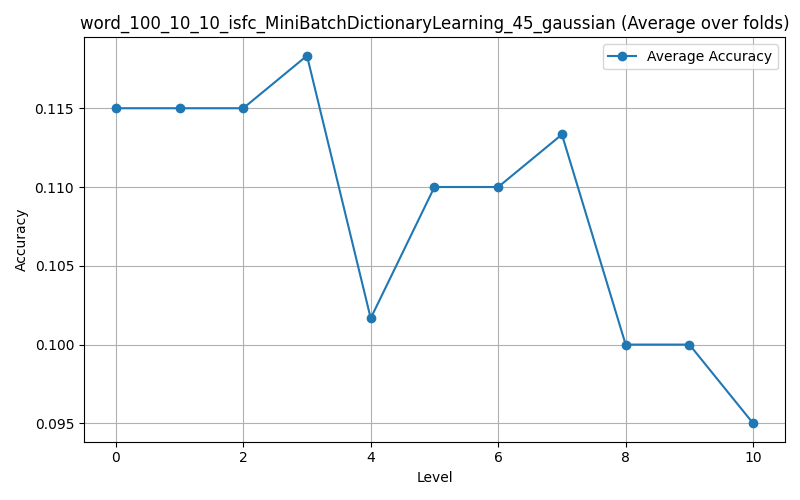 word_100_10_10_isfc_MiniBatchDictionaryLearning_45_gaussian (Average over folds)
Average Accuracy
Accuracy
0.115
0.110
0.105
0.100
0.095
0 2 4 6 8 10
Level